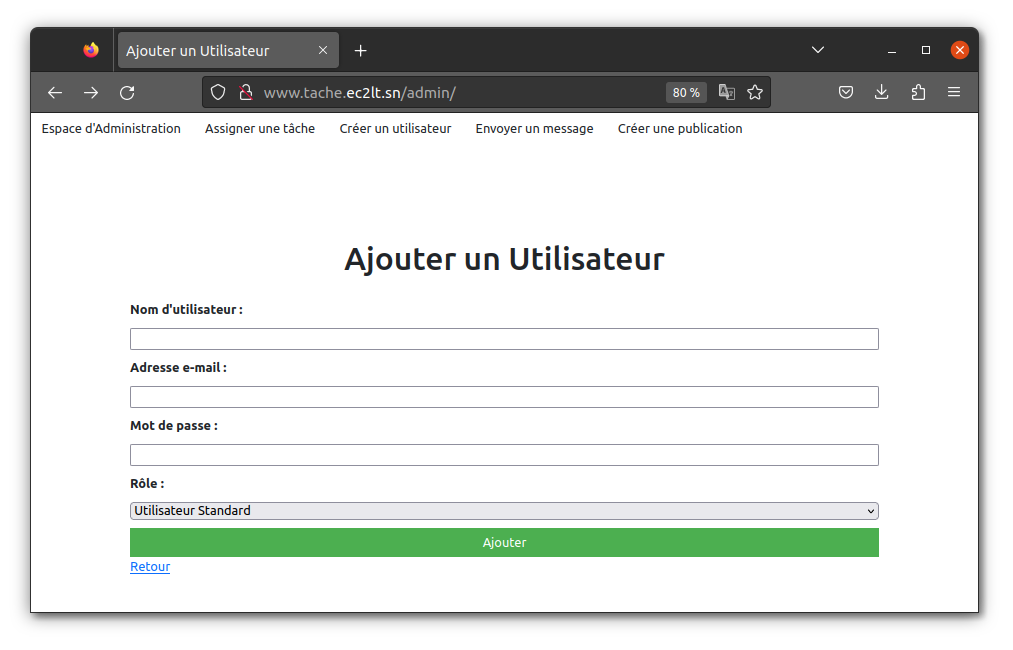 Ajouter un Utilisateur
www.tache.ec2lt.sn/admin/ 80 %
Espace d'Administration Assigner une tâche Créer un utilisateur Envoyer un message Créer une publication
Ajouter un Utilisateur
Nom d'utilisateur :
Adresse e-mail :
Mot de passe :
Rôle :
Utilisateur Standard
Ajouter
Retour